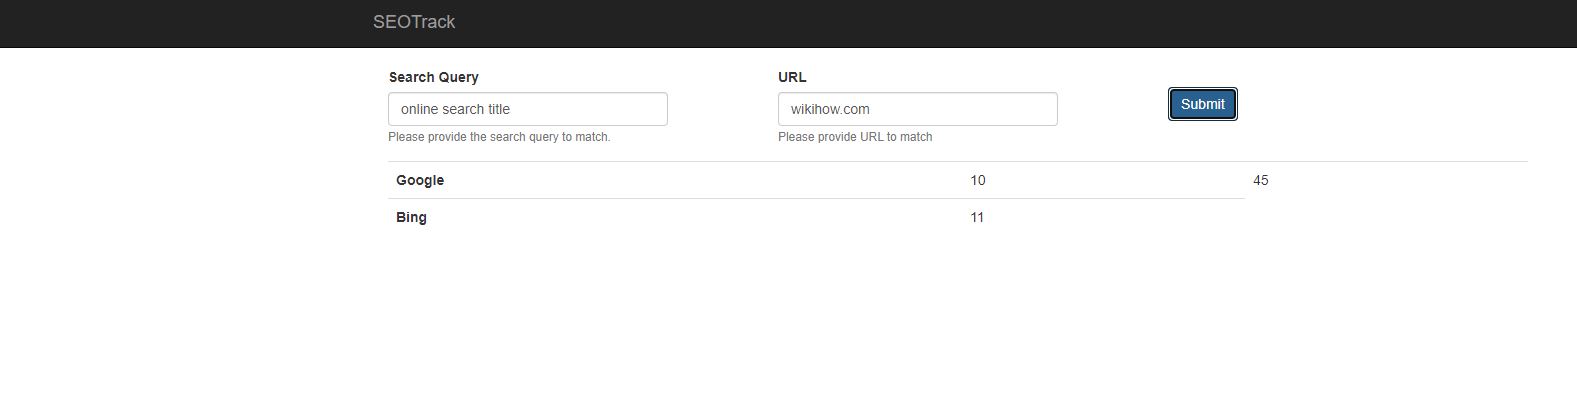 SEOTrack
Search Query URL
online search title wikihow.com Submit
Please provide the search query to match. Please provide URL to match
Google 10 45
Bing 11